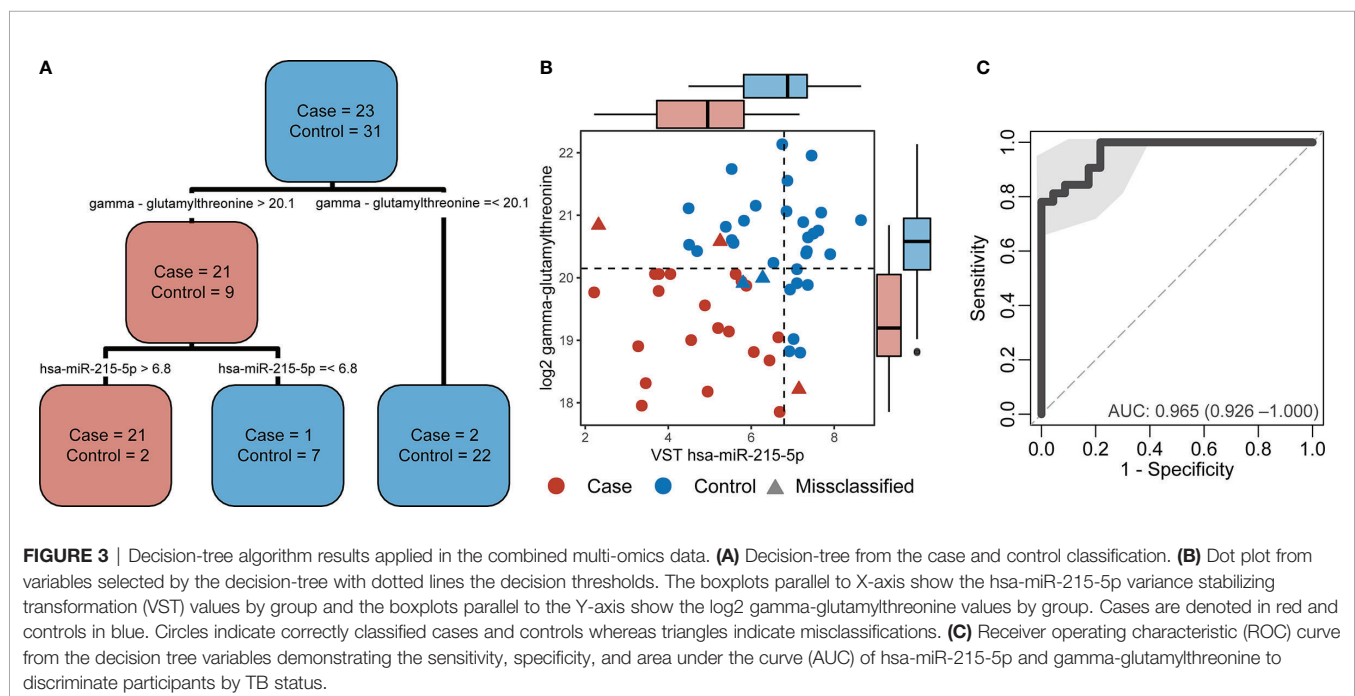 A
Case = 23
Control = 31
gamma - glutamylthreonine > 20.1
gamma - glutamylthreonine =< 20.1
Case = 21
Control = 9
hsa-miR-215-5p > 6.8
hsa-miR-215-5p =< 6.8
Case = 21
Control = 2
Case = 1
Control = 7
Case = 2
Control = 22
B
log2 gamma-glutamylthreonine
22
21
20
19
18
2 4 6 8
VST hsa-miR-215-5p
Case Control Missclassified
C
Sensitivity
1.0
0.8
0.6
0.4
0.2
0.0
AUC: 0.965 (0.926 –1.000)
0.0 0.2 0.4 0.6 0.8 1.0
1 - Specificity
FIGURE 3 | Decision-tree algorithm results applied in the combined multi-omics data. (A) Decision-tree from the case and control classification. (B) Dot plot from
variables selected by the decision-tree with dotted lines the decision thresholds. The boxplots parallel to X-axis show the hsa-miR-215-5p variance stabilizing
transformation (VST) values by group and the boxplots parallel to the Y-axis show the log2 gamma-glutamylthreonine values by group. Cases are denoted in red and
controls in blue. Circles indicate correctly classified cases and controls whereas triangles indicate misclassifications. (C) Receiver operating characteristic (ROC) curve
from the decision tree variables demonstrating the sensitivity, specificity, and area under the curve (AUC) of hsa-miR-215-5p and gamma-glutamylthreonine to
discriminate participants by TB status.